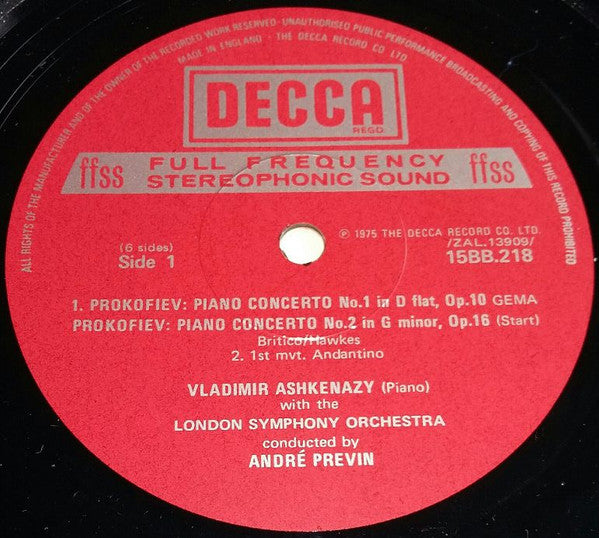 ALL RIGHTS OF THE MANUFACTURER AND OF THE OWNER OF THE RECORDED WORK RESERVED · UNAUTHORISED PUBLIC PERFORMANCE BROADCASTING AND COPYING OF THIS RECORD PROHIBITED
MADE IN ENGLAND · THE DECCA RECORD CO. LTD.
DECCA
REGD.
ffss FULL FREQUENCY STEREOPHONIC SOUND ffss
(6 sides)
Side 1
℗ 1975 THE DECCA RECORD CO. LTD.
/ZAL.13909/
15BB.218
1. PROKOFIEV: PIANO CONCERTO No.1 in D flat, Op.10 GEMA
PROKOFIEV: PIANO CONCERTO No.2 in G minor, Op.16 (Start)
Britico/Hawkes
2. 1st mvt. Andantino
VLADIMIR ASHKENAZY (Piano)
with the
LONDON SYMPHONY ORCHESTRA
conducted by
ANDRÉ PREVIN